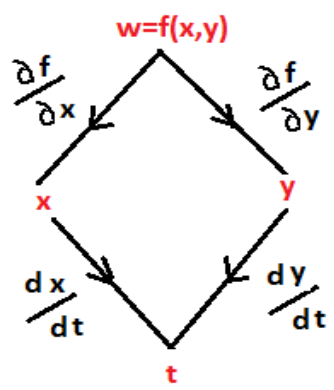 w=f(x,y)
∂f/∂x
∂f/∂y
x
y
dx/dt
dy/dt
t